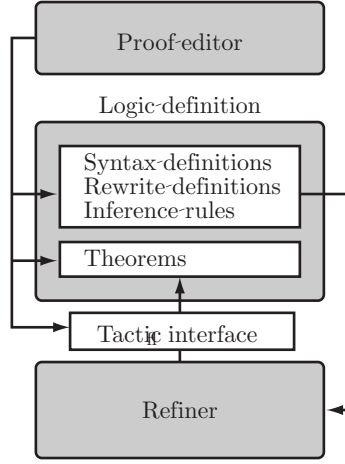 Proof-editor
Logic-definition
Syntax-definitions
Rewrite-definitions
Inference-rules
Theorems
Tactic interface
Refiner